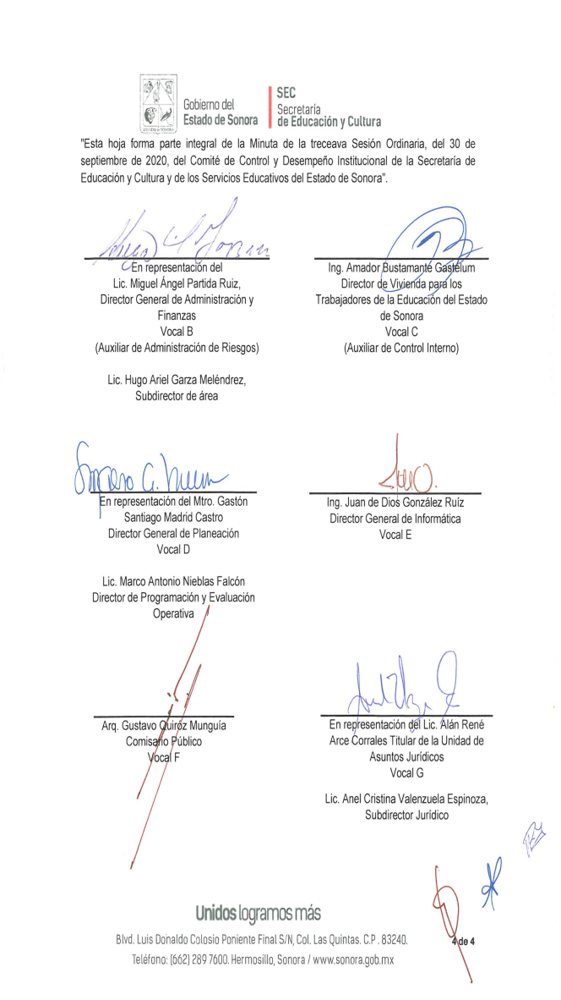 Gobierno del
Estado de Sonora
SEC
Secretaría
de Educación y Cultura
"Esta hoja forma parte integral de la Minuta de la treceava Sesión Ordinaria, del 30 de
septiembre de 2020, del Comité de Control y Desempeño Institucional de la Secretaría de
Educación y Cultura y de los Servicios Educativos del Estado de Sonora".
En representación del
Lic. Miguel Ángel Partida Ruiz,
Director General de Administración y
Finanzas
Vocal B
(Auxiliar de Administración de Riesgos)
Lic. Hugo Ariel Garza Meléndrez,
Subdirector de área
Ing. Amador Bustamante Gastélum
Director de Vivienda para los
Trabajadores de la Educación del Estado
de Sonora
Vocal C
(Auxiliar de Control Interno)
En representación del Mtro. Gastón
Santiago Madrid Castro
Director General de Planeación
Vocal D
Lic. Marco Antonio Nieblas Falcón
Director de Programación y Evaluación
Operativa
Ing. Juan de Dios González Ruíz
Director General de Informática
Vocal E
Arq. Gustavo Quiróz Munguía
Comisario Público
Vocal F
En representación del Lic. Alán René
Arce Corrales Titular de la Unidad de
Asuntos Jurídicos
Vocal G
Lic. Anel Cristina Valenzuela Espinoza,
Subdirector Jurídico
Unidos logramos más
Blvd. Luis Donaldo Colosio Poniente Final S/N, Col. Las Quintas. C.P . 83240.
4 de 4
Teléfono: (662) 289 7600. Hermosillo, Sonora / www.sonora.gob.mx